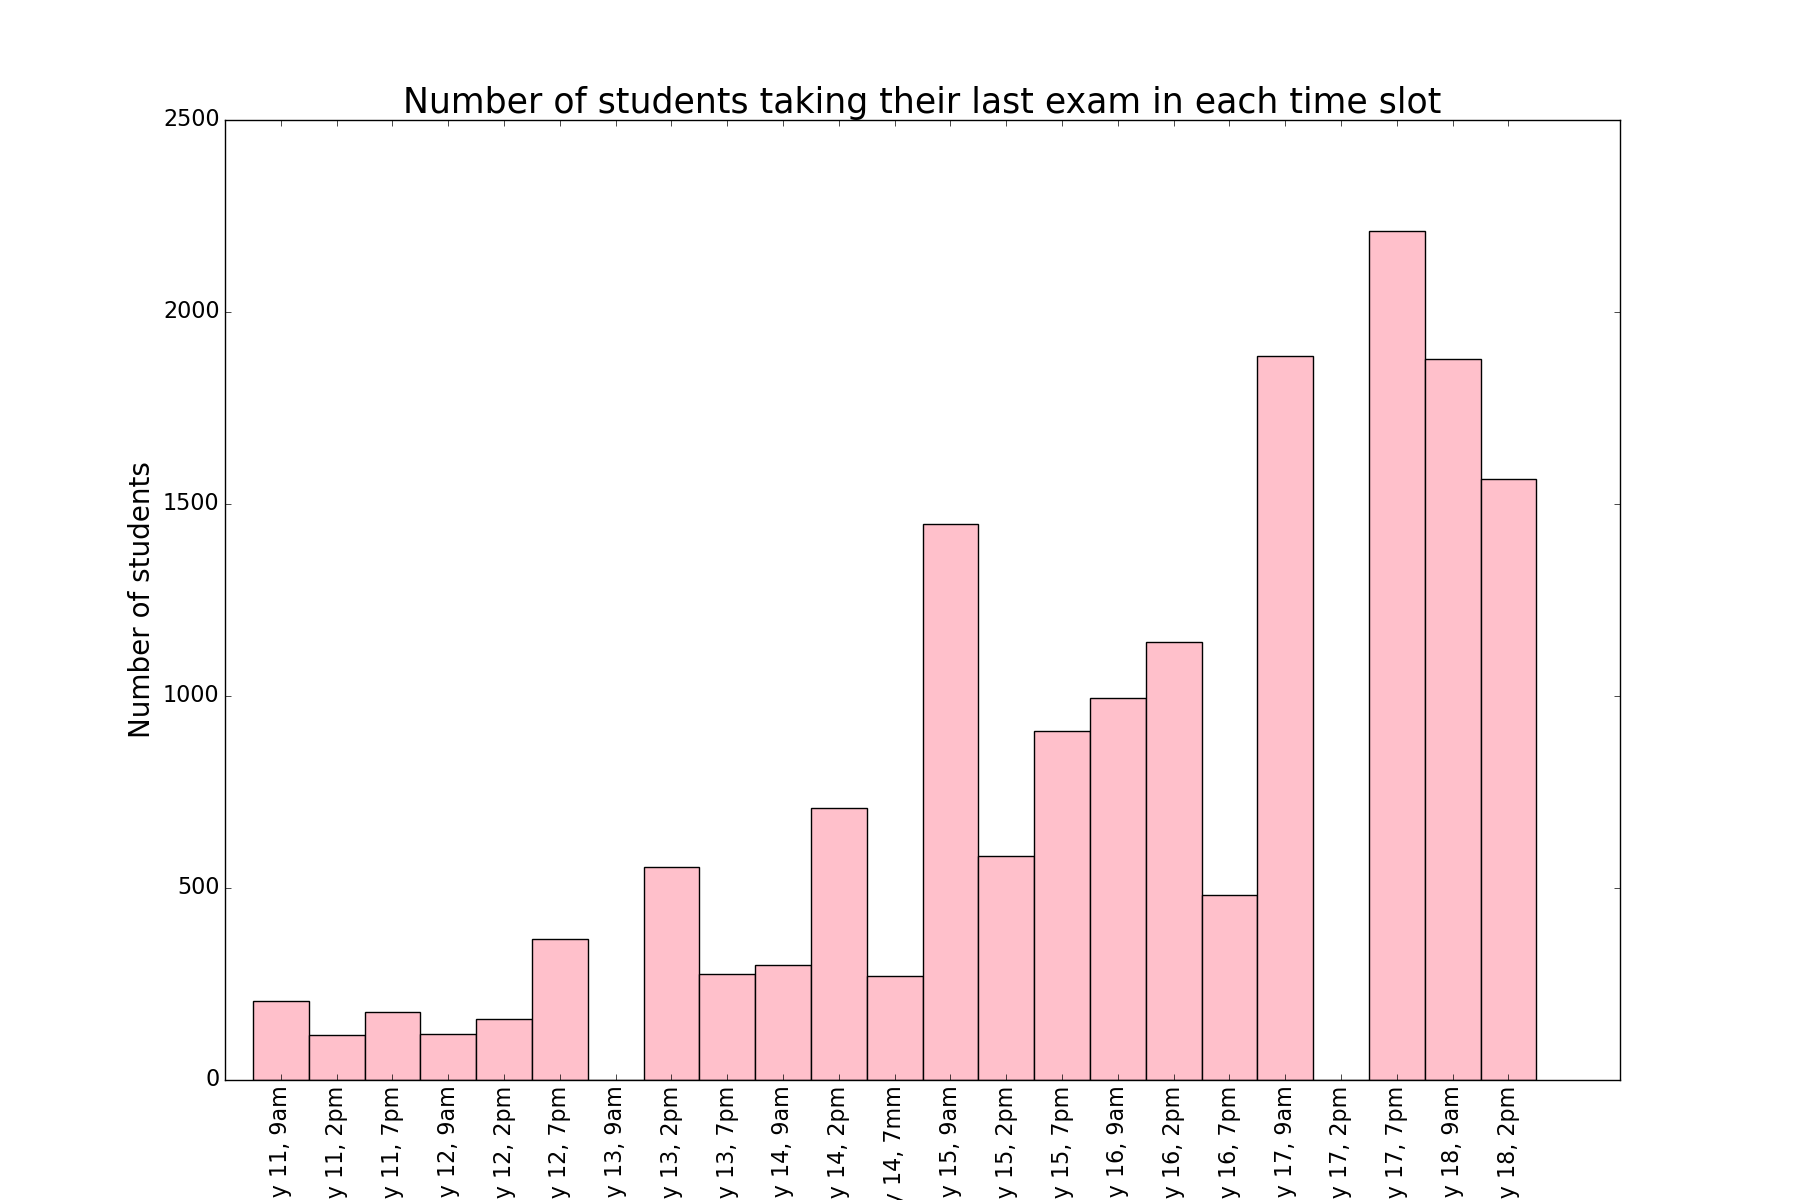 Number of students taking their last exam in each time slot
Number of students
2500
2000
1500
1000
500
0
y 11, 9am
y 11, 2pm
y 11, 7pm
y 12, 9am
y 12, 2pm
y 12, 7pm
y 13, 9am
y 13, 2pm
y 13, 7pm
y 14, 9am
y 14, 2pm
y 14, 7mm
y 15, 9am
y 15, 2pm
y 15, 7pm
y 16, 9am
y 16, 2pm
y 16, 7pm
y 17, 9am
y 17, 2pm
y 17, 7pm
y 18, 9am
y 18, 2pm